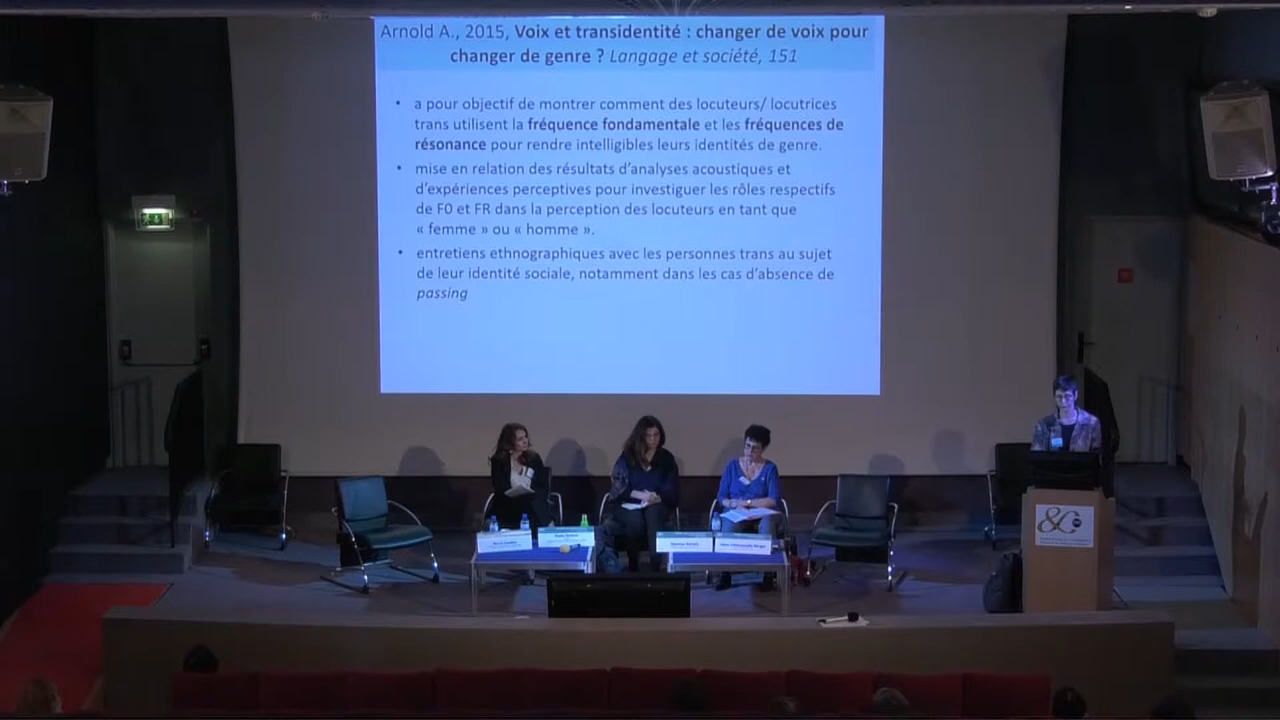 Arnold A., 2015, Voix et transidentité : changer de voix pour
changer de genre ? Langage et société, 151
• a pour objectif de montrer comment des locuteurs/ locutrices
trans utilisent la fréquence fondamentale et les fréquences de
résonance pour rendre intelligibles leurs identités de genre.
• mise en relation des résultats d'analyses acoustiques et
d'expériences perceptives pour investiguer les rôles respectifs
de F0 et FR dans la perception des locuteurs en tant que
« femme » ou « homme ».
• entretiens ethnographiques avec les personnes trans au sujet
de leur identité sociale, notamment dans les cas d'absence de
passing